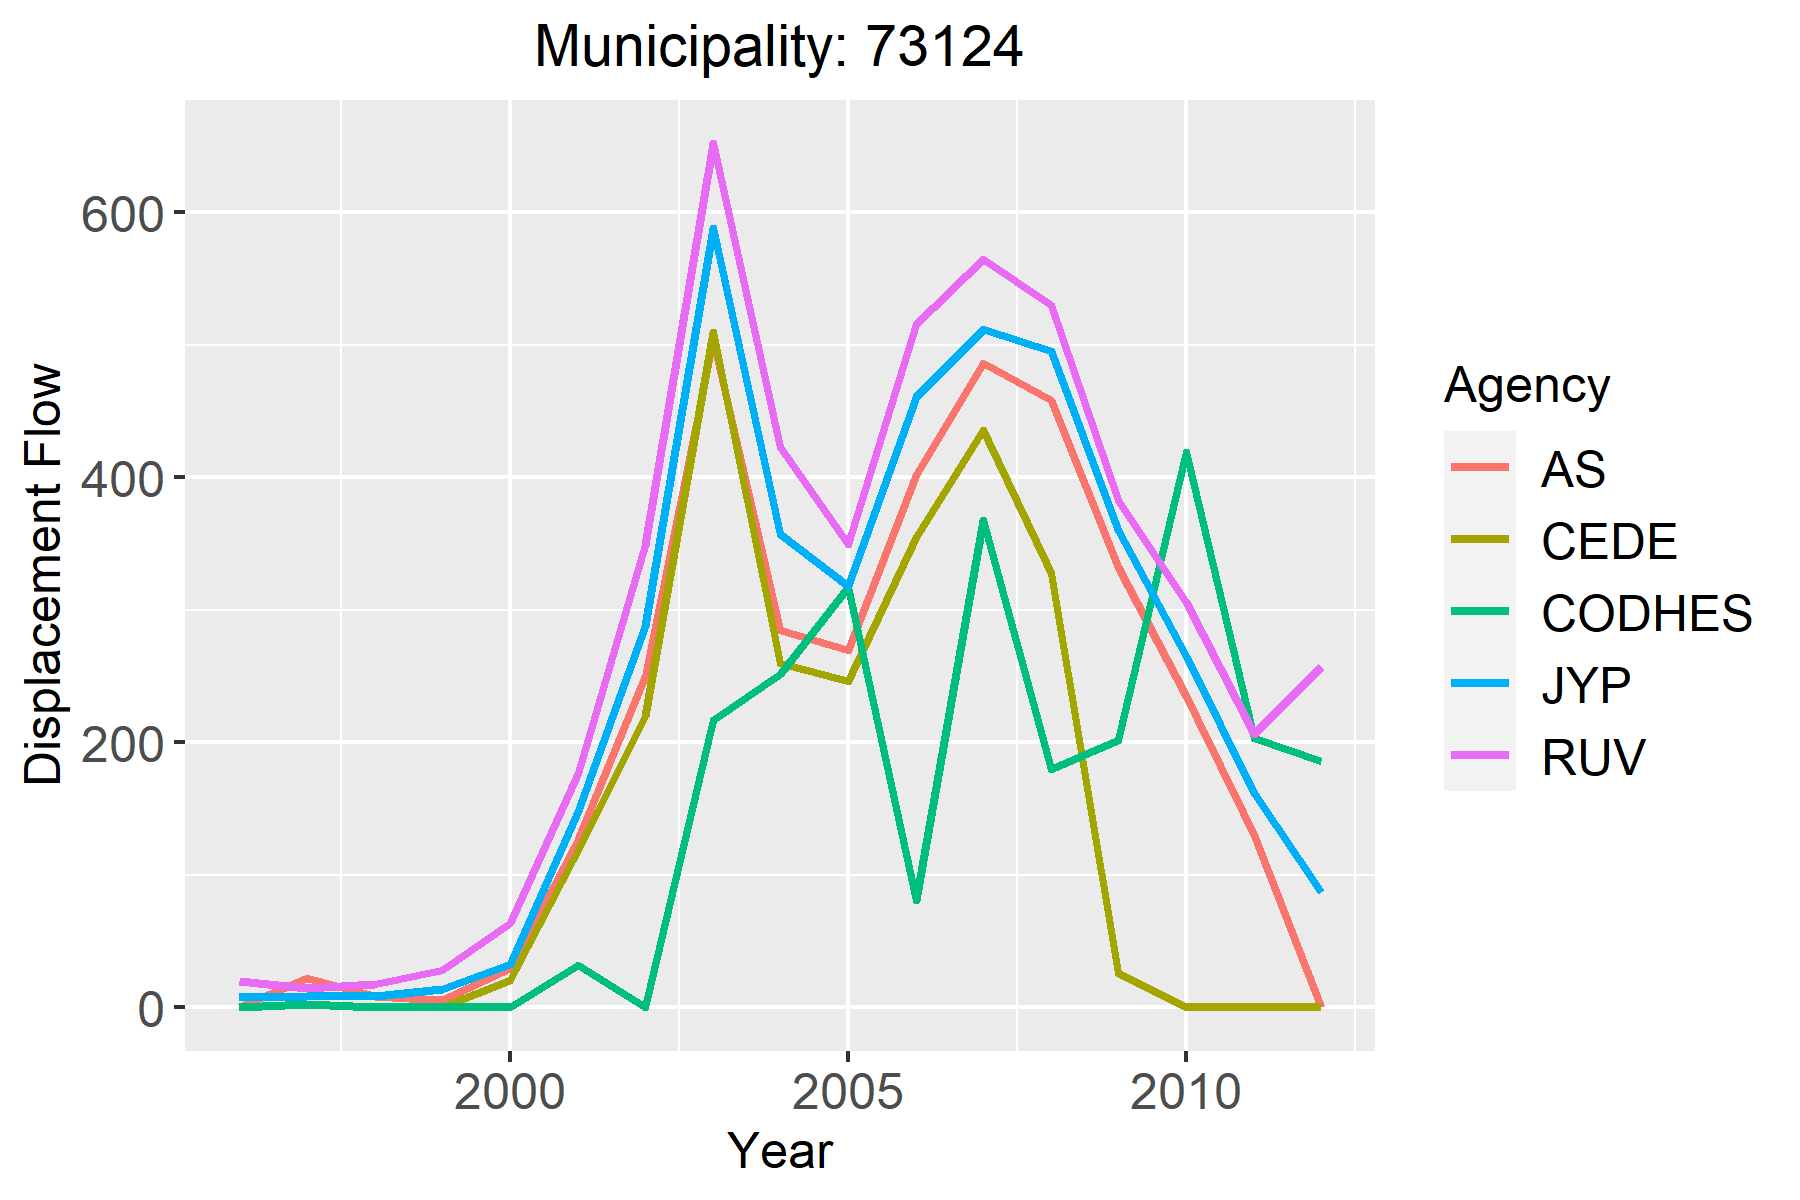 Municipality: 73124
Displacement Flow
600
400
200
0
2000 2005 2010
Year
Agency
AS
CEDE
CODHES
JYP
RUV